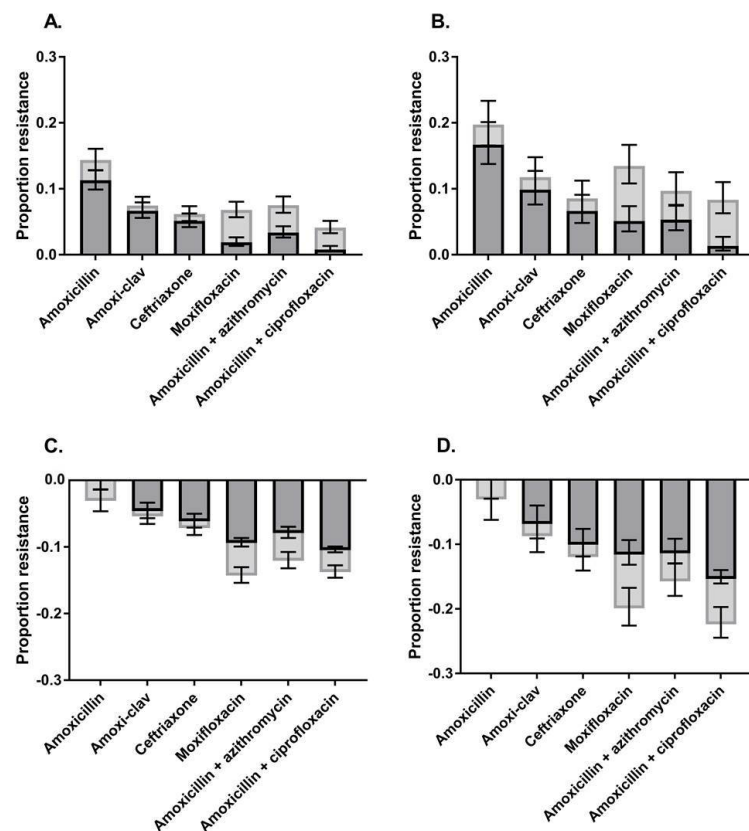 A.
Proportion resistance
0.3
0.2
0.1
0.0
Amoxicillin
Amoxi-clav
Ceftriaxone
Moxifloxacin
Amoxicillin + azithromycin
Amoxicillin + ciprofloxacin
B.
Proportion resistance
0.3
0.2
0.1
0.0
Amoxicillin
Amoxi-clav
Ceftriaxone
Moxifloxacin
Amoxicillin + azithromycin
Amoxicillin + ciprofloxacin
C.
Proportion resistance
0.0
-0.1
-0.2
-0.3
Amoxicillin
Amoxi-clav
Ceftriaxone
Moxifloxacin
Amoxicillin + azithromycin
Amoxicillin + ciprofloxacin
D.
Proportion resistance
0.0
-0.1
-0.2
-0.3
Amoxicillin
Amoxi-clav
Ceftriaxone
Moxifloxacin
Amoxicillin + azithromycin
Amoxicillin + ciprofloxacin